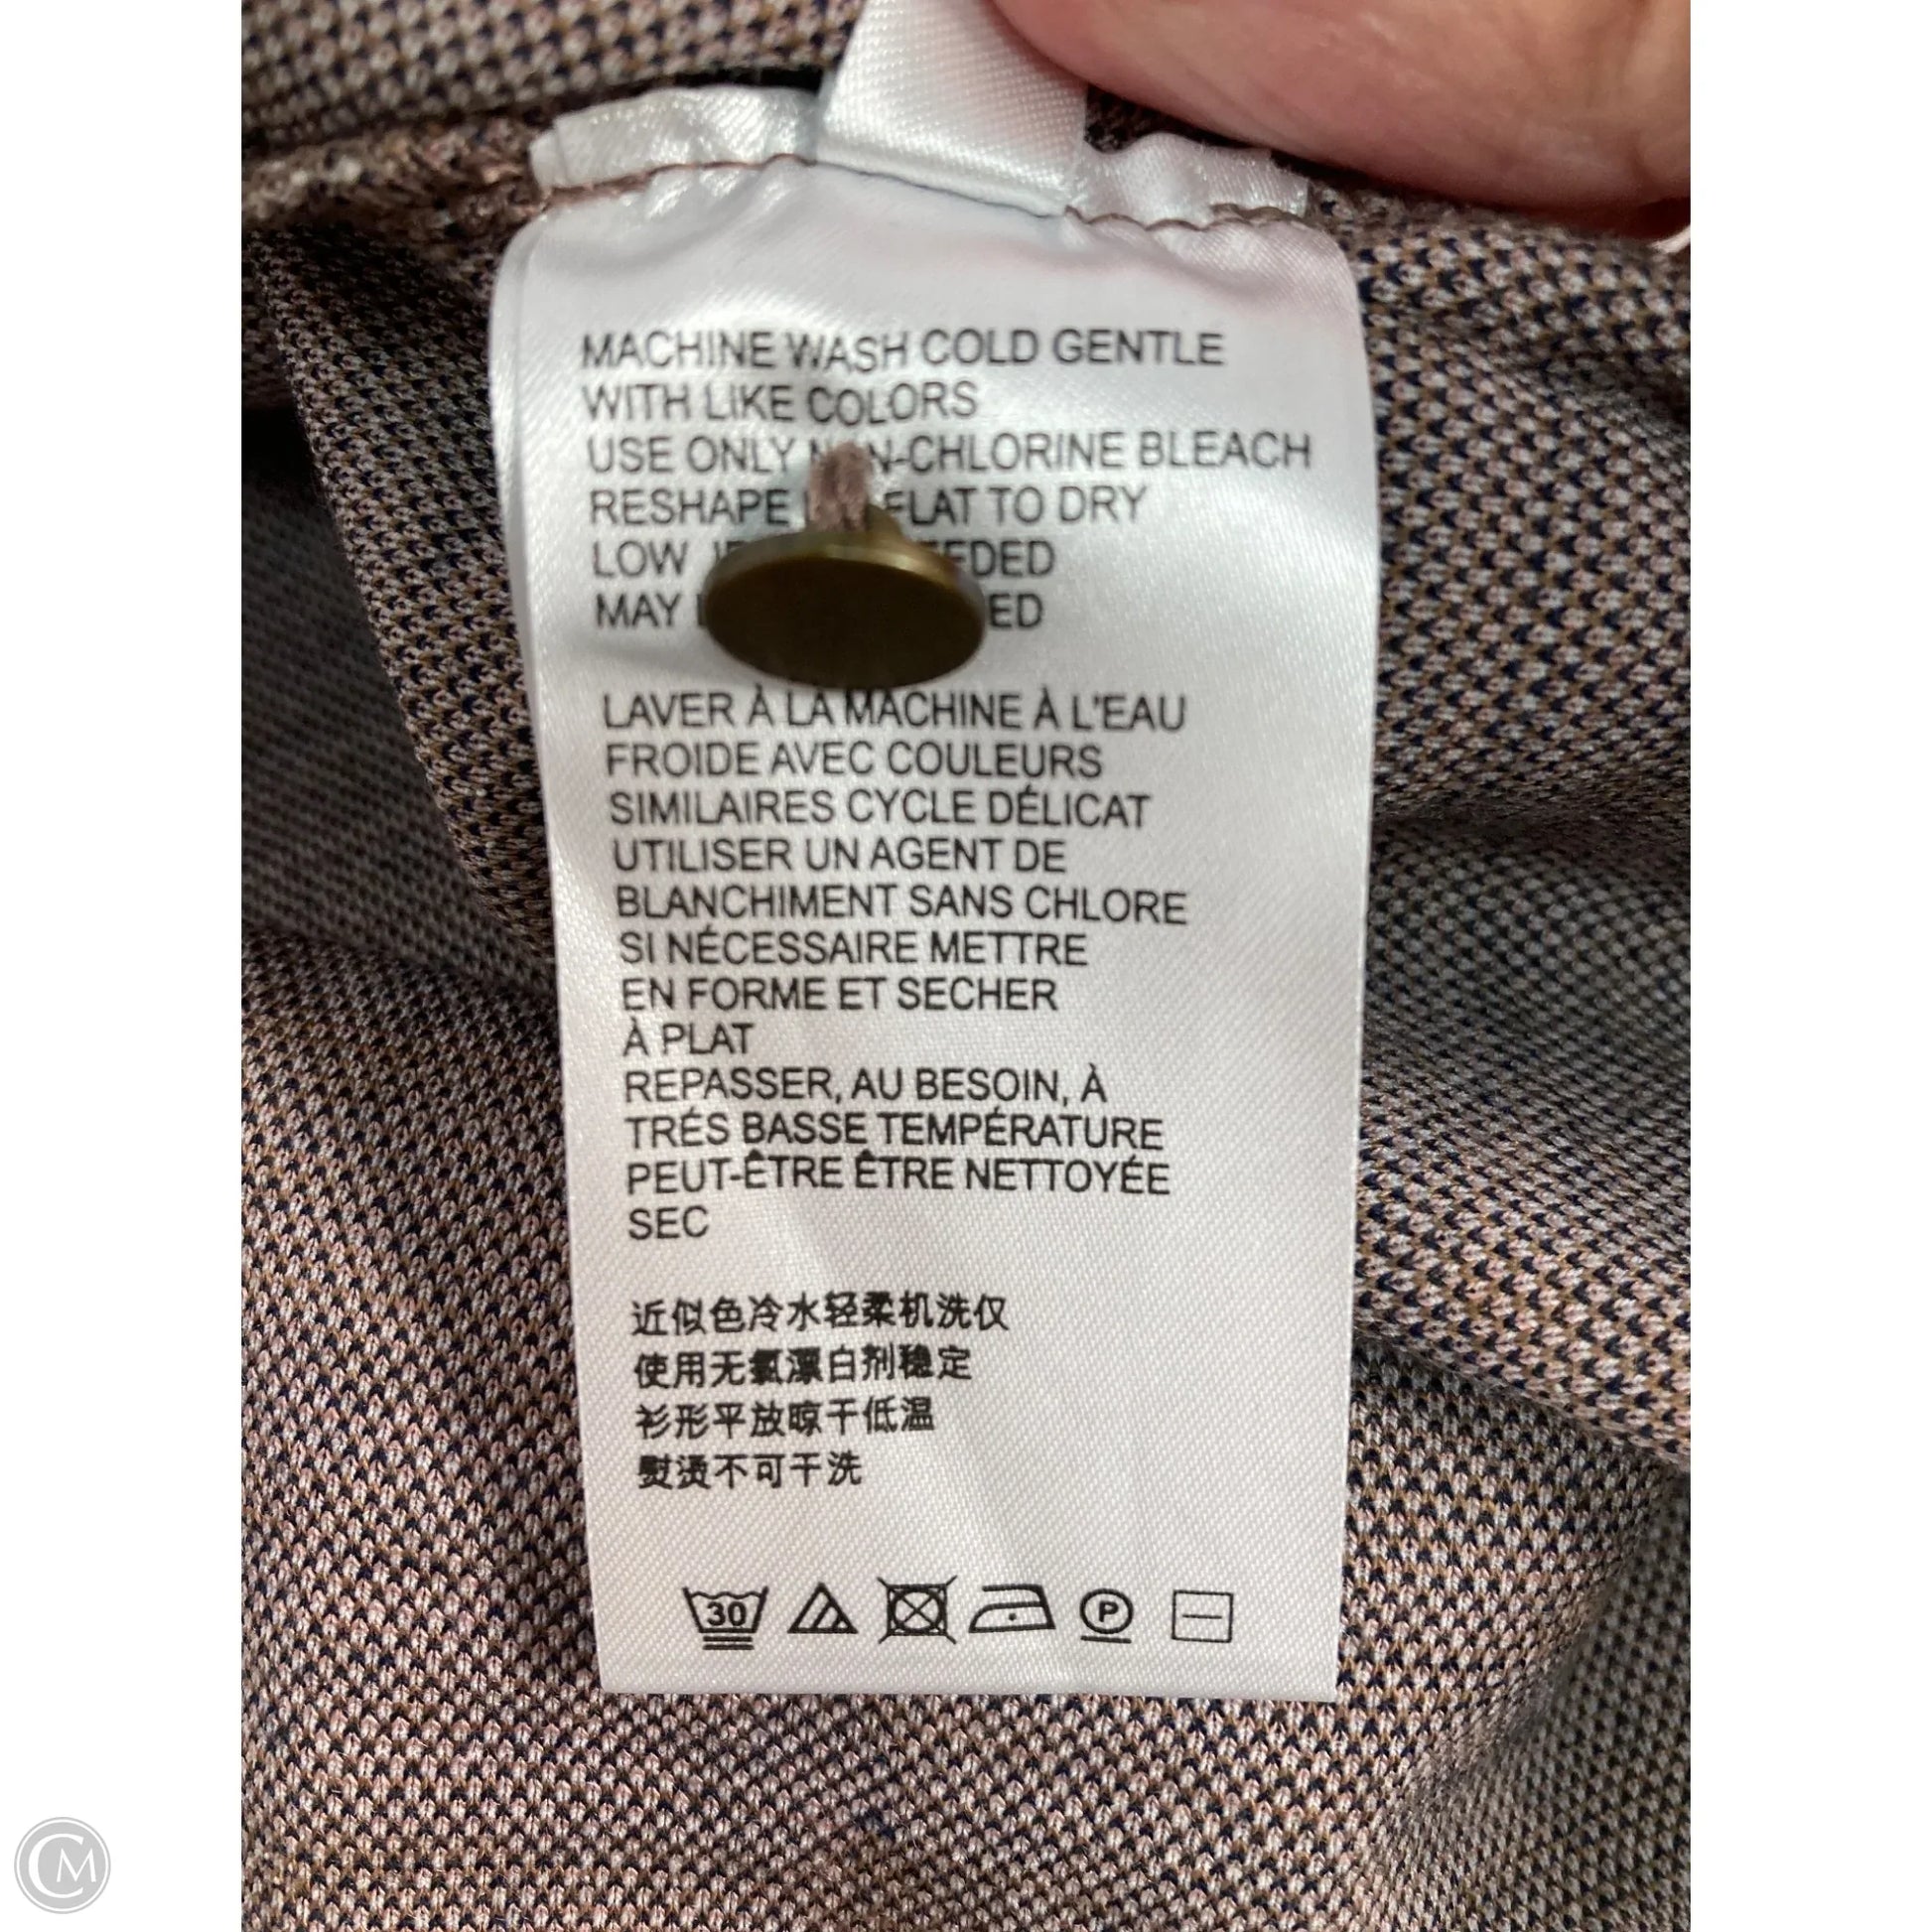 MACHINE WASH COLD GENTLE
WITH LIKE COLORS
USE ONLY NON-CHLORINE BLEACH
RESHAPE FLAT TO DRY
LOW
MAY
LAVER À LA MACHINE À L'EAU
FROIDE AVEC COULEURS
SIMILAIRES CYCLE DÉLICAT
UTILISER UN AGENT DE
BLANCHIMENT SANS CHLORE
SI NÉCESSAIRE METTRE
EN FORME ET SECHER
À PLAT
REPASSER, AU BESOIN, À
TRÉS BASSE TEMPÉRATURE
PEUT-ÊTRE ÊTRE NETTOYÉE
SEC
近似色冷水轻柔机洗仅
使用无氯漂白剂稳定
衫形平放晾干低温
熨烫不可干洗
30 P
CM